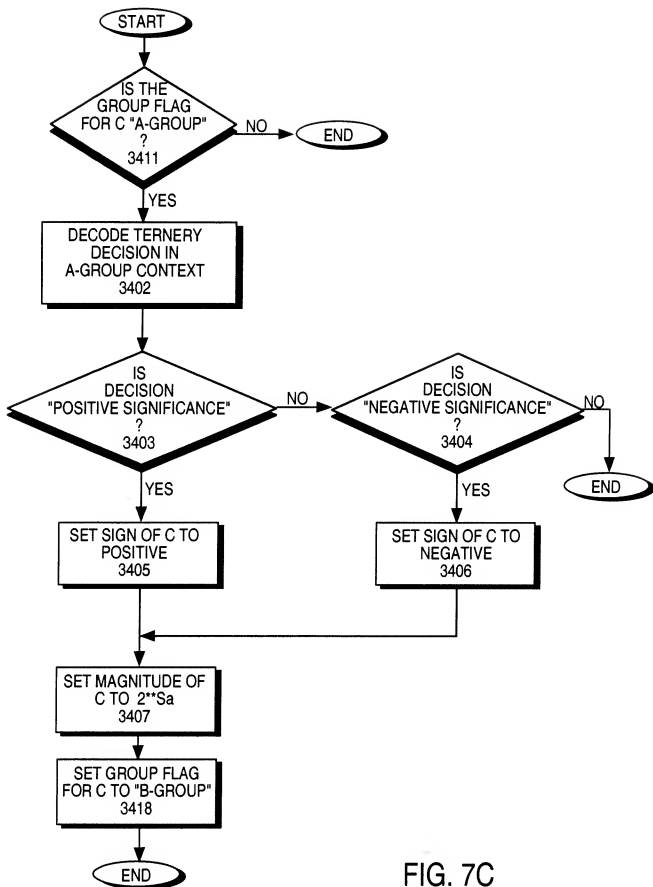 START
IS THE
GROUP FLAG
FOR C "A-GROUP"
?
3411
NO
END
YES
DECODE TERNERY
DECISION IN
A-GROUP CONTEXT
3402
IS
DECISION
"POSITIVE SIGNIFICANCE"
?
3403
NO
IS
DECISION
"NEGATIVE SIGNIFICANCE"
?
3404
NO
END
YES
YES
SET SIGN OF C TO
POSITIVE
3405
SET SIGN OF C TO
NEGATIVE
3406
SET MAGNITUDE OF
C TO 2**Sa
3407
SET GROUP FLAG
FOR C TO "B-GROUP"
3418
END
FIG. 7C